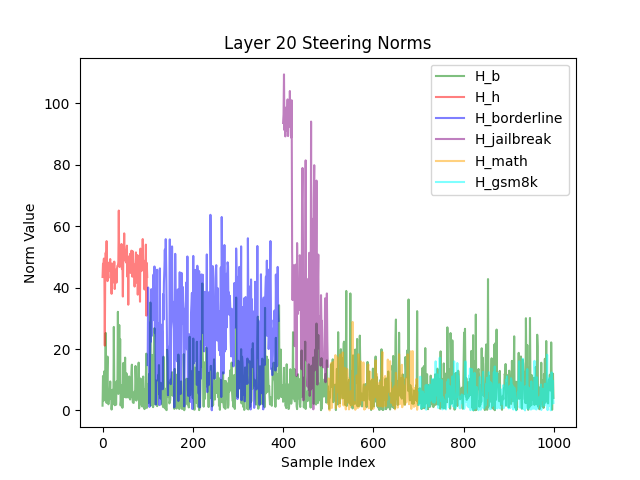 Layer 20 Steering Norms
H_b
H_h
H_borderline
H_jailbreak
H_math
H_gsm8k
Norm Value
100
80
60
40
20
0
0 200 400 600 800 1000
Sample Index